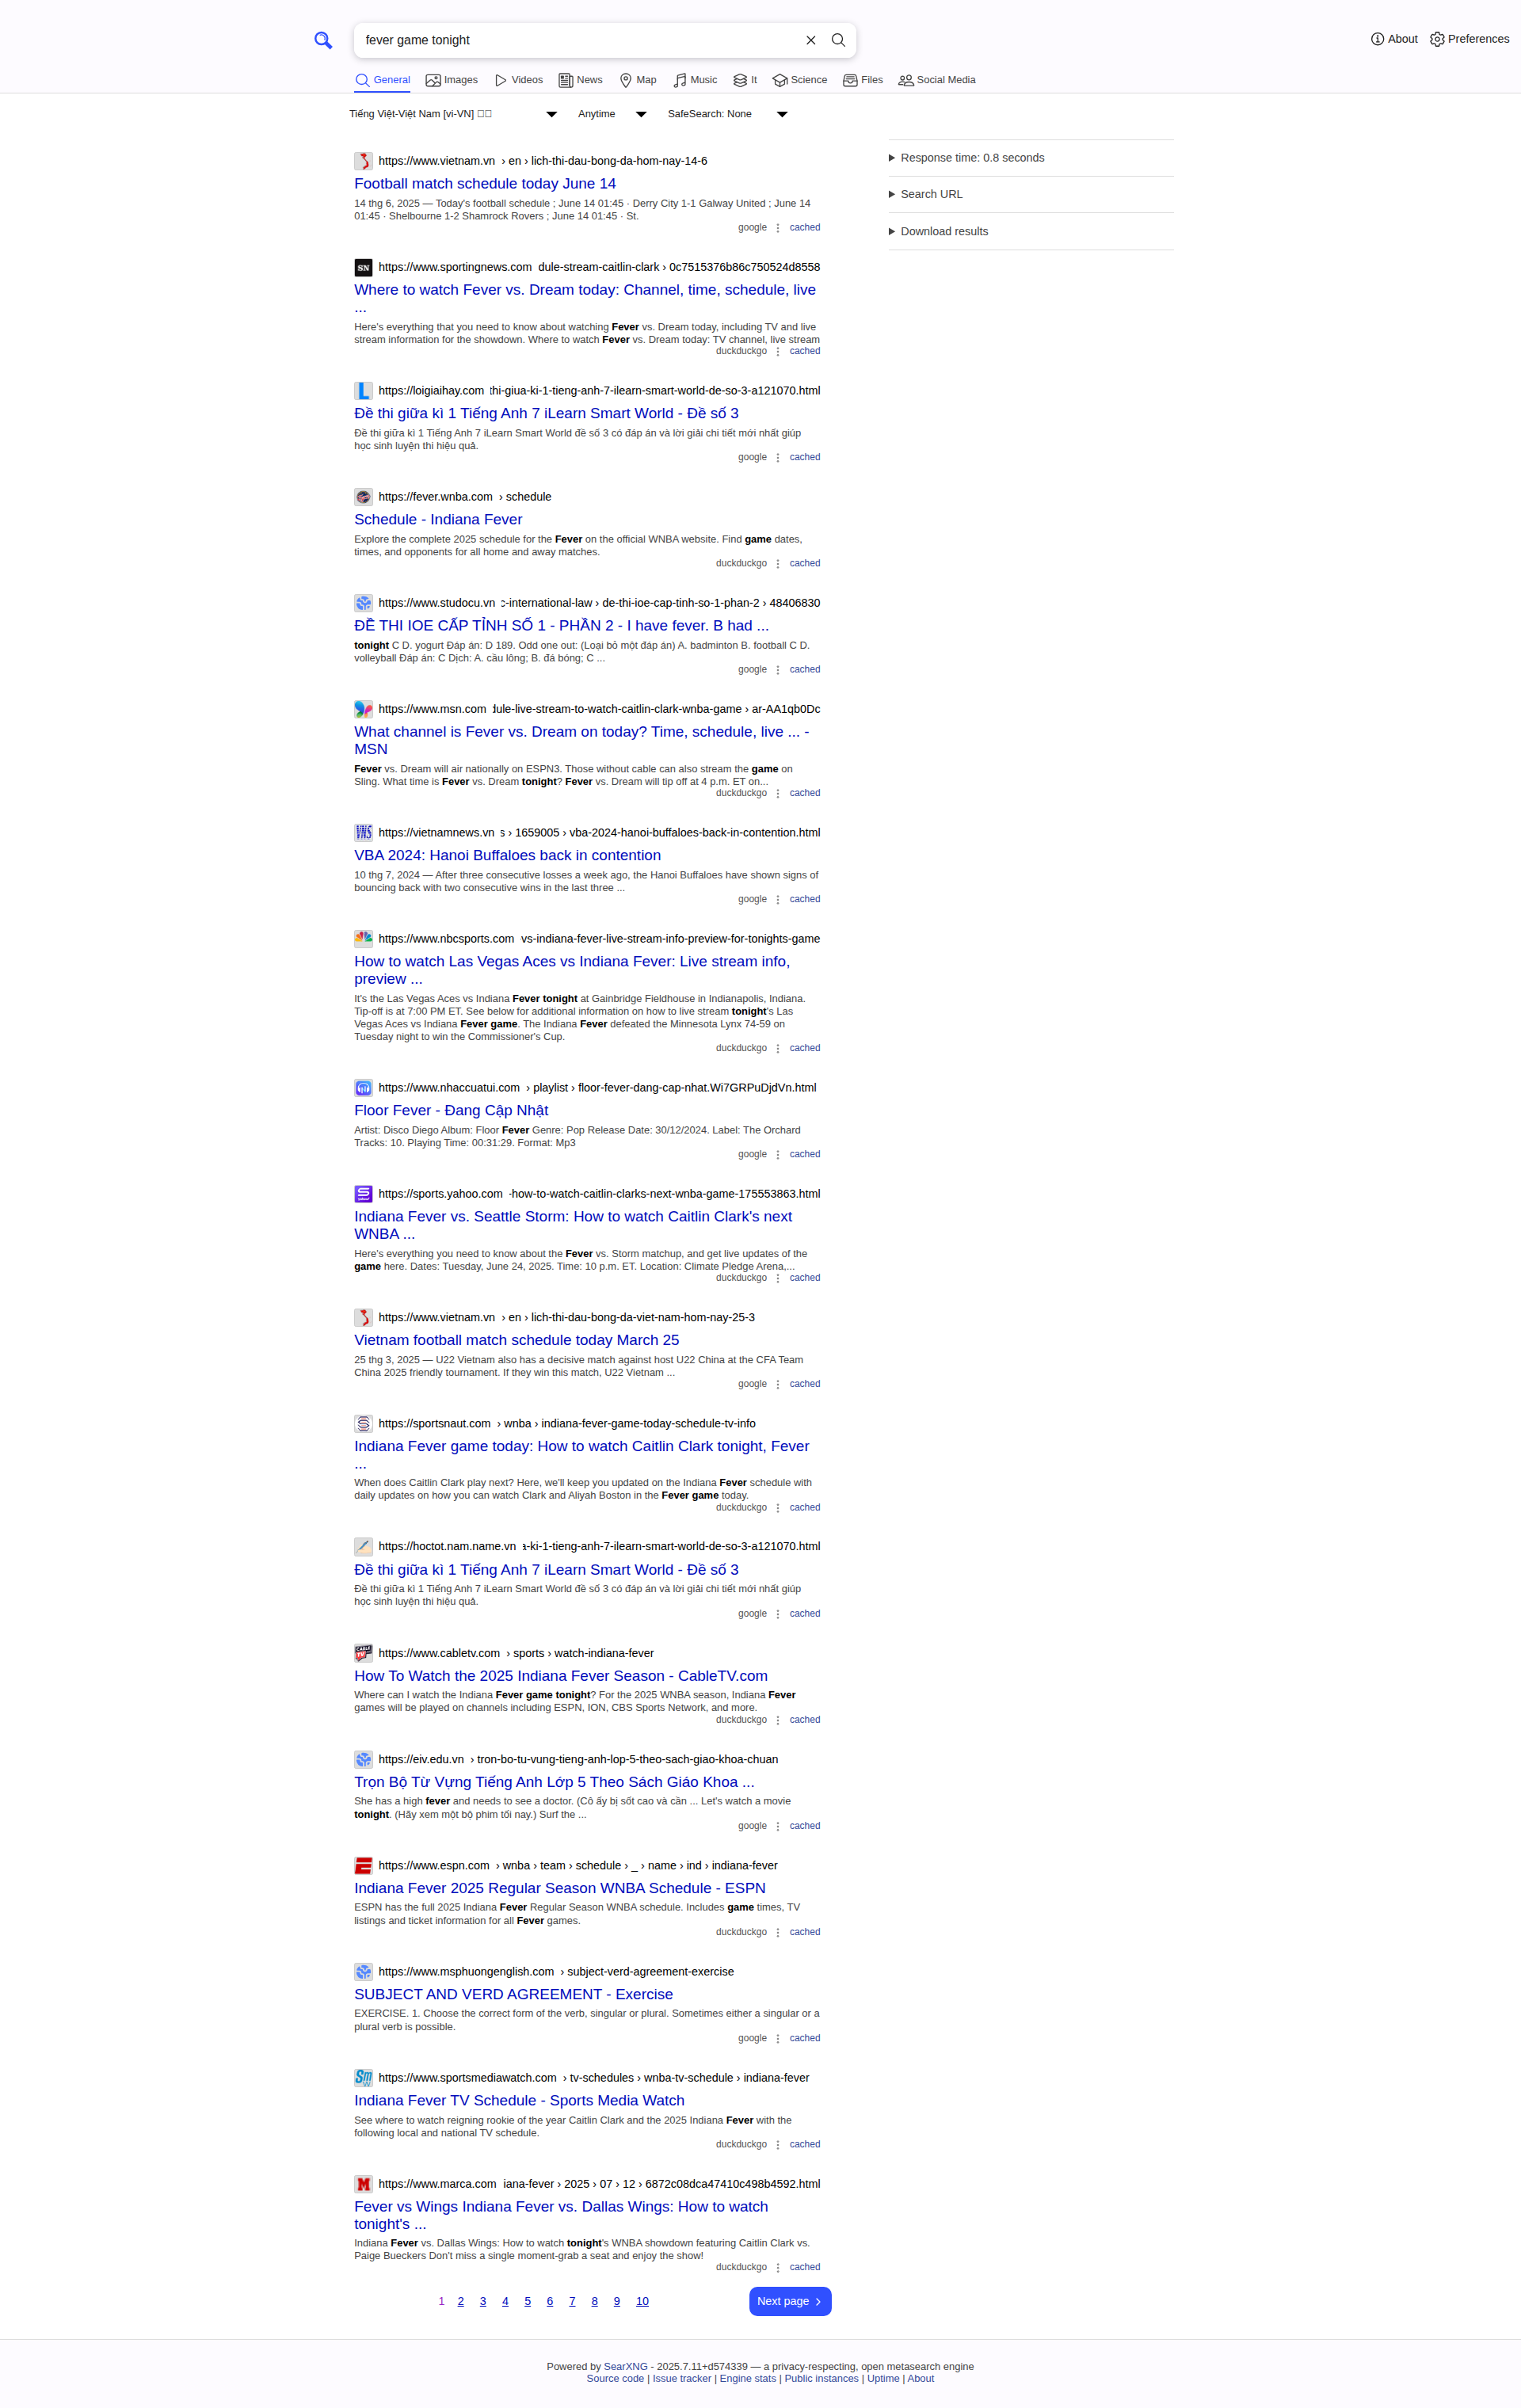 fever game tonight
About
Preferences
General
Images
Videos
News
Map
Music
It
Science
Files
Social Media
Tiếng Việt-Việt Nam [vi-VN]
Anytime
SafeSearch: None
Response time: 0.8 seconds
Search URL
Download results
https://www.vietnam.vn › en › lich-thi-dau-bong-da-hom-nay-14-6
Football match schedule today June 14
14 thg 6, 2025 — Today's football schedule ; June 14 01:45 · Derry City 1-1 Galway United ; June 14
01:45 · Shelbourne 1-2 Shamrock Rovers ; June 14 01:45 · St.
google cached
https://www.sportingnews.com dule-stream-caitlin-clark › 0c7515376b86c750524d8558
Where to watch Fever vs. Dream today: Channel, time, schedule, live
...
Here's everything that you need to know about watching Fever vs. Dream today, including TV and live
stream information for the showdown. Where to watch Fever vs. Dream today: TV channel, live stream
duckduckgo cached
https://loigiaihay.com thi-giua-ki-1-tieng-anh-7-ilearn-smart-world-de-so-3-a121070.html
Đề thi giữa kì 1 Tiếng Anh 7 iLearn Smart World - Đề số 3
Đề thi giữa kì 1 Tiếng Anh 7 iLearn Smart World đề số 3 có đáp án và lời giải chi tiết mới nhất giúp
học sinh luyện thi hiệu quả.
google cached
https://fever.wnba.com › schedule
Schedule - Indiana Fever
Explore the complete 2025 schedule for the Fever on the official WNBA website. Find game dates,
times, and opponents for all home and away matches.
duckduckgo cached
https://www.studocu.vn c-international-law › de-thi-ioe-cap-tinh-so-1-phan-2 › 48406830
ĐỀ THI IOE CẤP TỈNH SỐ 1 - PHẦN 2 - I have fever. B had ...
tonight C D. yogurt Đáp án: D 189. Odd one out: (Loại bỏ một đáp án) A. badminton B. football C D.
volleyball Đáp án: C Dịch: A. cầu lông; B. đá bóng; C ...
google cached
https://www.msn.com dule-live-stream-to-watch-caitlin-clark-wnba-game › ar-AA1qb0Dc
What channel is Fever vs. Dream on today? Time, schedule, live ... -
MSN
Fever vs. Dream will air nationally on ESPN3. Those without cable can also stream the game on
Sling. What time is Fever vs. Dream tonight? Fever vs. Dream will tip off at 4 p.m. ET on...
duckduckgo cached
https://vietnamnews.vn s › 1659005 › vba-2024-hanoi-buffaloes-back-in-contention.html
VBA 2024: Hanoi Buffaloes back in contention
10 thg 7, 2024 — After three consecutive losses a week ago, the Hanoi Buffaloes have shown signs of
bouncing back with two consecutive wins in the last three ...
google cached
https://www.nbcsports.com vs-indiana-fever-live-stream-info-preview-for-tonights-game
How to watch Las Vegas Aces vs Indiana Fever: Live stream info,
preview ...
It's the Las Vegas Aces vs Indiana Fever tonight at Gainbridge Fieldhouse in Indianapolis, Indiana.
Tip-off is at 7:00 PM ET. See below for additional information on how to live stream tonight's Las
Vegas Aces vs Indiana Fever game. The Indiana Fever defeated the Minnesota Lynx 74-59 on
Tuesday night to win the Commissioner's Cup.
duckduckgo cached
https://www.nhaccuatui.com › playlist › floor-fever-dang-cap-nhat.Wi7GRPuDjdVn.html
Floor Fever - Đang Cập Nhật
Artist: Disco Diego Album: Floor Fever Genre: Pop Release Date: 30/12/2024. Label: The Orchard
Tracks: 10. Playing Time: 00:31:29. Format: Mp3
google cached
https://sports.yahoo.com -how-to-watch-caitlin-clarks-next-wnba-game-175553863.html
Indiana Fever vs. Seattle Storm: How to watch Caitlin Clark's next
WNBA ...
Here's everything you need to know about the Fever vs. Storm matchup, and get live updates of the
game here. Dates: Tuesday, June 24, 2025. Time: 10 p.m. ET. Location: Climate Pledge Arena,...
duckduckgo cached
https://www.vietnam.vn › en › lich-thi-dau-bong-da-viet-nam-hom-nay-25-3
Vietnam football match schedule today March 25
25 thg 3, 2025 — U22 Vietnam also has a decisive match against host U22 China at the CFA Team
China 2025 friendly tournament. If they win this match, U22 Vietnam ...
google cached
https://sportsnaut.com › wnba › indiana-fever-game-today-schedule-tv-info
Indiana Fever game today: How to watch Caitlin Clark tonight, Fever
...
When does Caitlin Clark play next? Here, we'll keep you updated on the Indiana Fever schedule with
daily updates on how you can watch Clark and Aliyah Boston in the Fever game today.
duckduckgo cached
https://hoctot.nam.name.vn a-ki-1-tieng-anh-7-ilearn-smart-world-de-so-3-a121070.html
Đề thi giữa kì 1 Tiếng Anh 7 iLearn Smart World - Đề số 3
Đề thi giữa kì 1 Tiếng Anh 7 iLearn Smart World đề số 3 có đáp án và lời giải chi tiết mới nhất giúp
học sinh luyện thi hiệu quả.
google cached
https://www.cabletv.com › sports › watch-indiana-fever
How To Watch the 2025 Indiana Fever Season - CableTV.com
Where can I watch the Indiana Fever game tonight? For the 2025 WNBA season, Indiana Fever
games will be played on channels including ESPN, ION, CBS Sports Network, and more.
duckduckgo cached
https://eiv.edu.vn › tron-bo-tu-vung-tieng-anh-lop-5-theo-sach-giao-khoa-chuan
Trọn Bộ Từ Vựng Tiếng Anh Lớp 5 Theo Sách Giáo Khoa ...
She has a high fever and needs to see a doctor. (Cô ấy bị sốt cao và cần ... Let's watch a movie
tonight. (Hãy xem một bộ phim tối nay.) Surf the ...
google cached
https://www.espn.com › wnba › team › schedule › _ › name › ind › indiana-fever
Indiana Fever 2025 Regular Season WNBA Schedule - ESPN
ESPN has the full 2025 Indiana Fever Regular Season WNBA schedule. Includes game times, TV
listings and ticket information for all Fever games.
duckduckgo cached
https://www.msphuongenglish.com › subject-verd-agreement-exercise
SUBJECT AND VERD AGREEMENT - Exercise
EXERCISE. 1. Choose the correct form of the verb, singular or plural. Sometimes either a singular or a
plural verb is possible.
google cached
https://www.sportsmediawatch.com › tv-schedules › wnba-tv-schedule › indiana-fever
Indiana Fever TV Schedule - Sports Media Watch
See where to watch reigning rookie of the year Caitlin Clark and the 2025 Indiana Fever with the
following local and national TV schedule.
duckduckgo cached
https://www.marca.com iana-fever › 2025 › 07 › 12 › 6872c08dca47410c498b4592.html
Fever vs Wings Indiana Fever vs. Dallas Wings: How to watch
tonight's ...
Indiana Fever vs. Dallas Wings: How to watch tonight's WNBA showdown featuring Caitlin Clark vs.
Paige Bueckers Don't miss a single moment-grab a seat and enjoy the show!
duckduckgo cached
1 2 3 4 5 6 7 8 9 10
Next page
Powered by SearXNG - 2025.7.11+d574339 — a privacy-respecting, open metasearch engine
Source code | Issue tracker | Engine stats | Public instances | Uptime | About